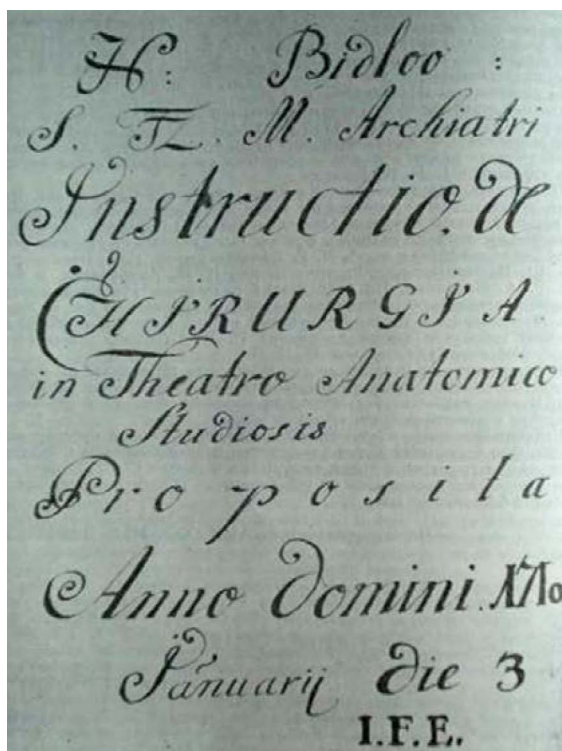 H: Bidloo :
S. TZ. M. Archiatri
Instructio. de
CHIRURGIA
in Theatro Anatomico
Studiosis
Proposita
Anno domini. 1710
Januarij die 3
I.F.E.